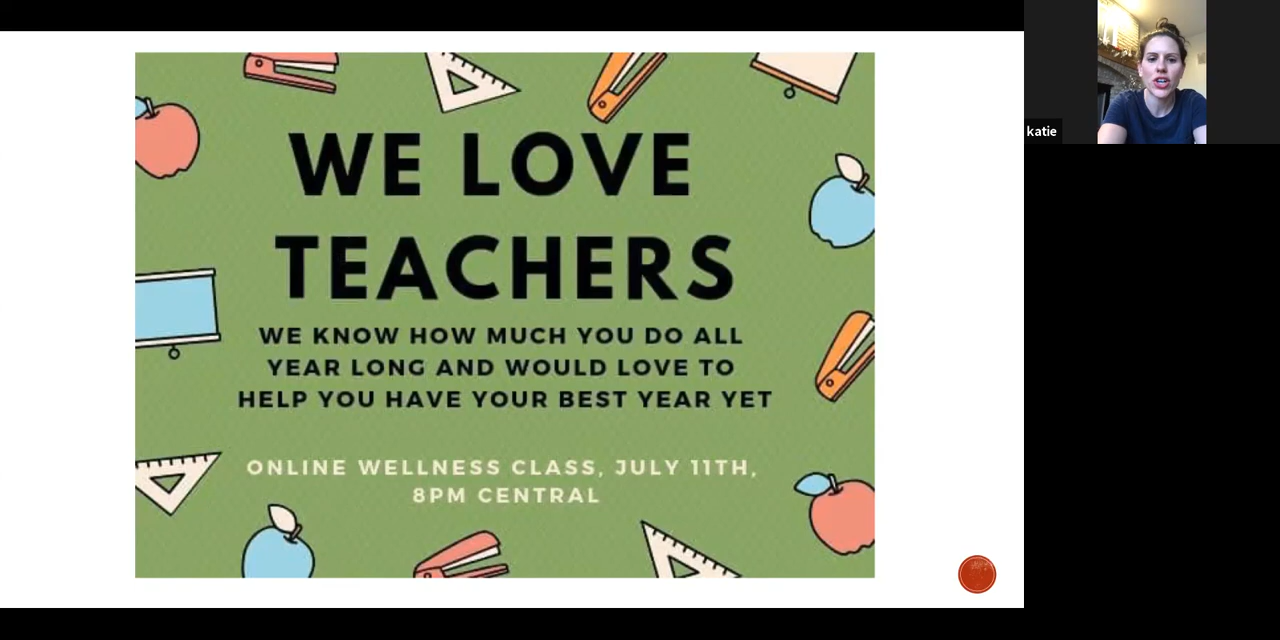 WE LOVE
TEACHERS
WE KNOW HOW MUCH YOU DO ALL
YEAR LONG AND WOULD LOVE TO
HELP YOU HAVE YOUR BEST YEAR YET
ONLINE WELLNESS CLASS, JULY 11TH,
8PM CENTRAL
katie